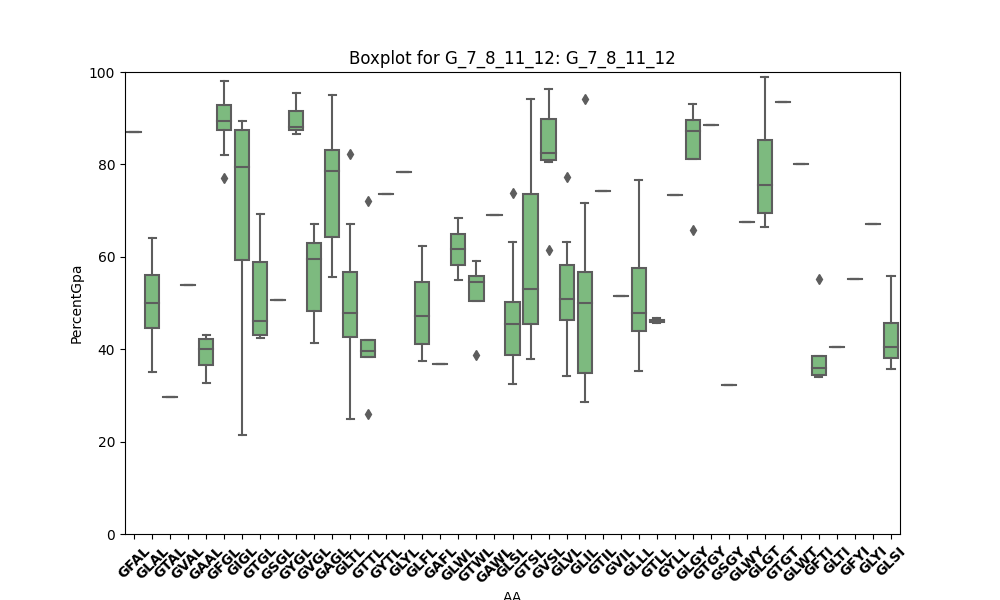 Boxplot for G_7_8_11_12: G_7_8_11_12
PercentGpa
100
80
60
40
20
0
GFAL GLAL GTAL GVAL GAAL GFGL GIGL GTGL GSGL GYGL GVGL GAGL GLTL GTTL GYTL GLYL GLFL GAFL GLWL GTWL GAWL GLSL GTSL GVSL GLVL GLIL GTIL GVIL GLLL GTLL GYLL GLGY GTGY GSGY GLWY GLGT GTGT GLWT GFTI GLTI GFYI GLYI GLSI
AA